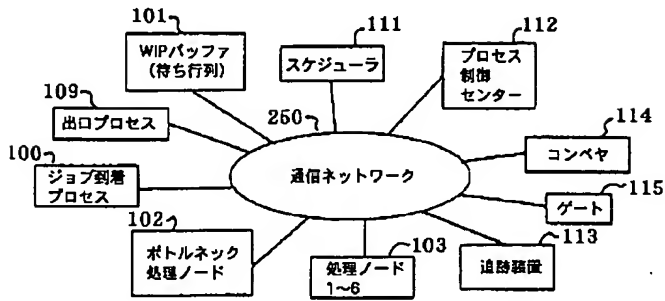 101
WIPバッファ
(待ち行列)
111
スケジューラ
112
プロセス
制御
センター
109
出口プロセス
250
114
コンベヤ
100
ジョブ到着
プロセス
通信ネットワーク
115
ゲート
102
ボトルネック
処理ノード
103
処理ノード
1～6
113
追跡装置